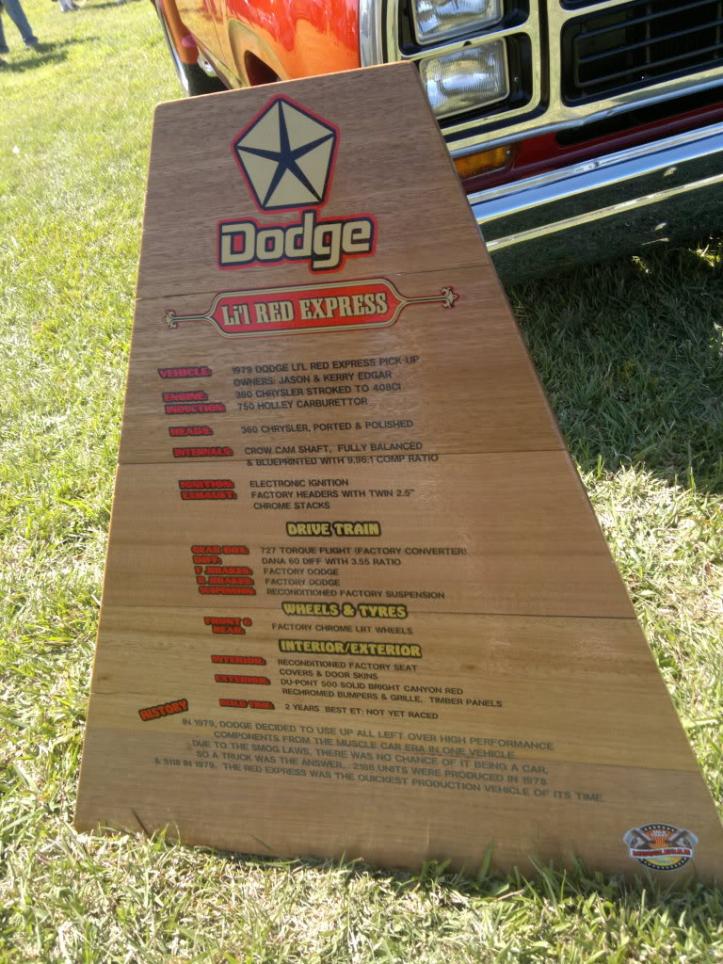 Dodge
Li'l RED EXPRESS
VEHICLE: 1979 DODGE LI'L RED EXPRESS PICK-UP
OWNERS: JASON & KERRY EDGAR
ENGINE: 360 CHRYSLER STROKED TO 408CI
INDUCTION: 750 HOLLEY CARBURETTOR
HEADS: 360 CHRYSLER, PORTED & POLISHED
INTERNALS: CROW CAM SHAFT, FULLY BALANCED
& BLUEPRINTED WITH 9.96:1 COMP RATIO
IGNITION: ELECTRONIC IGNITION
EXHAUST: FACTORY HEADERS WITH TWIN 2.5"
CHROME STACKS
DRIVE TRAIN
GEAR BOX: 727 TORQUE FLIGHT (FACTORY CONVERTER)
DIFF: DANA 60 DIFF WITH 3.55 RATIO
F BRAKES: FACTORY DODGE
R BRAKES: FACTORY DODGE
SUSPENSION: RECONDITIONED FACTORY SUSPENSION
WHEELS & TYRES
FRONT & REAR: FACTORY CHROME LRT WHEELS
INTERIOR/EXTERIOR
INTERIOR: RECONDITIONED FACTORY SEAT
COVERS & DOOR SKINS
EXTERIOR: DU-PONT 500 SOLID BRIGHT CANYON RED
RECHROMED BUMPERS & GRILLE, TIMBER PANELS
BUILD TIME: 2 YEARS BEST ET: NOT YET RACED
HISTORY
IN 1979, DODGE DECIDED TO USE UP ALL LEFT OVER HIGH PERFORMANCE
COMPONENTS FROM THE MUSCLE CAR ERA IN ONE VEHICLE.
DUE TO THE SMOG LAWS, THERE WAS NO CHANCE OF IT BEING A CAR,
SO A TRUCK WAS THE ANSWER. 2188 UNITS WERE PRODUCED IN 1978
& 5118 IN 1979. THE RED EXPRESS WAS THE QUICKEST PRODUCTION VEHICLE OF ITS TIME.